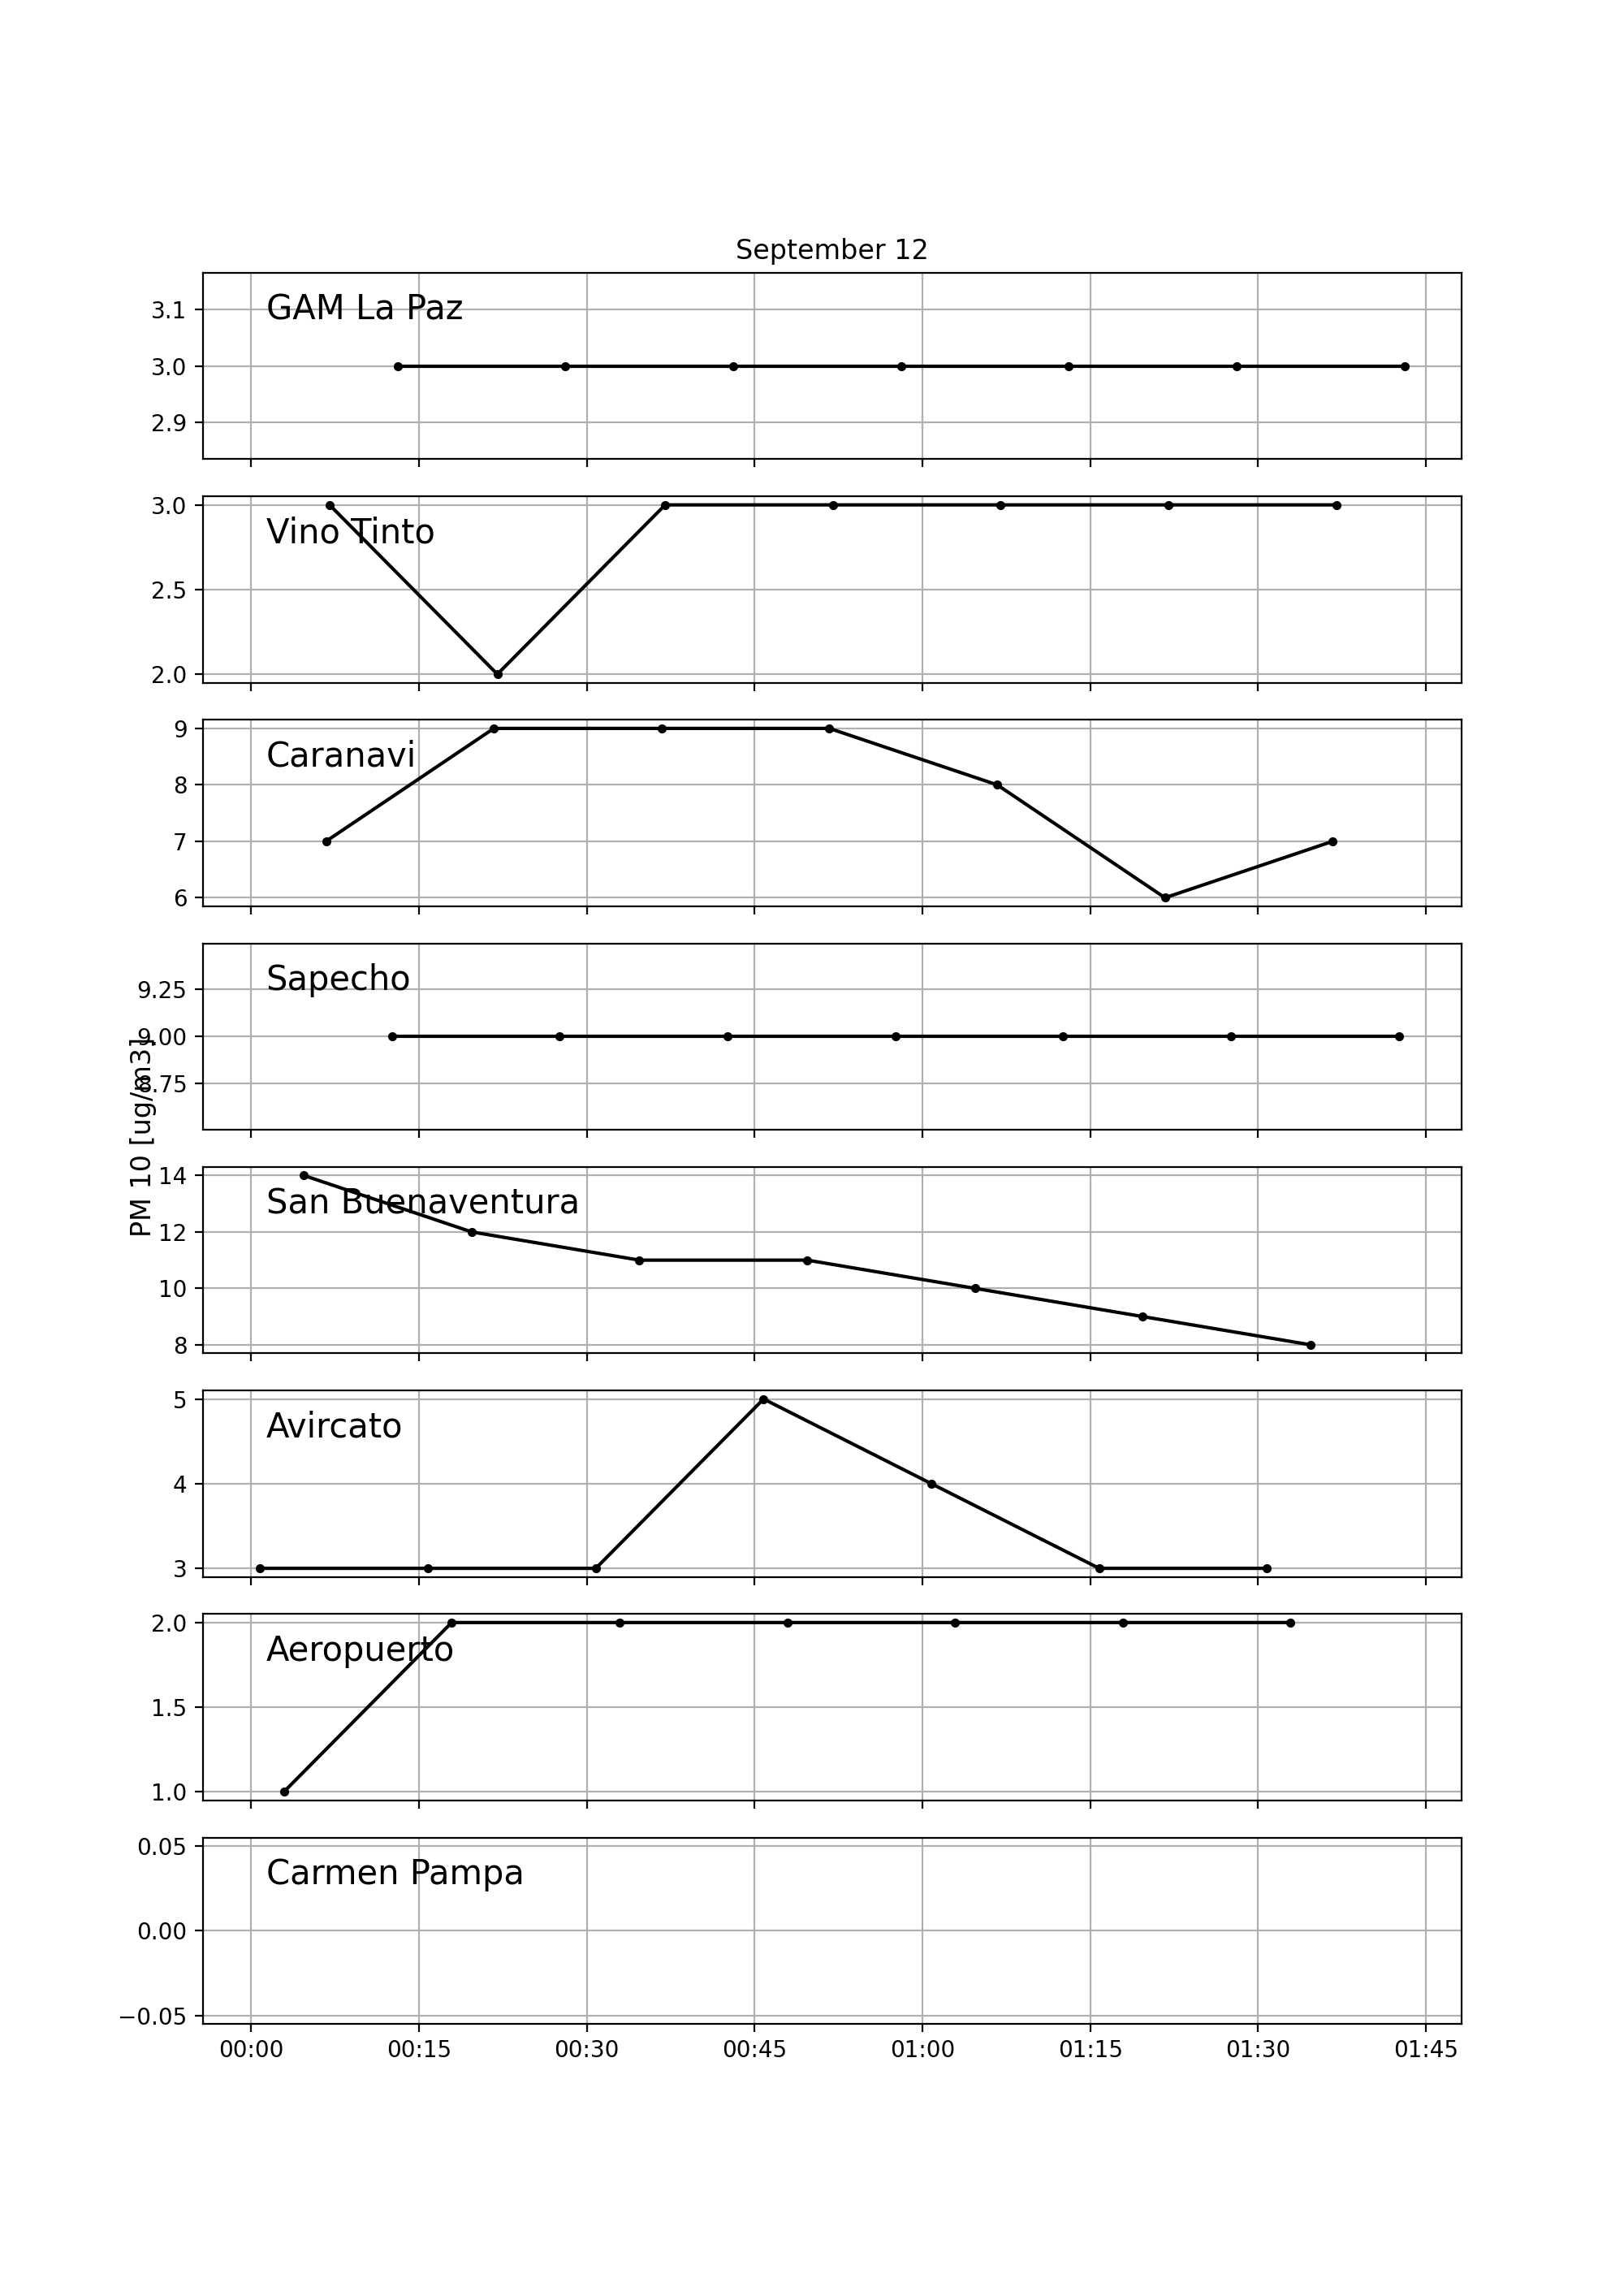 September 12
GAM La Paz
3.1
3.0
2.9
Vino Tinto
3.0
2.5
2.0
Caranavi
9
8
7
6
PM 10 [ug/m3]
Sapecho
9.25
9.00
8.75
San Buenaventura
14
12
10
8
Avircato
5
4
3
Aeropuerto
2.0
1.5
1.0
Carmen Pampa
0.05
0.00
−0.05
00:00 00:15 00:30 00:45 01:00 01:15 01:30 01:45